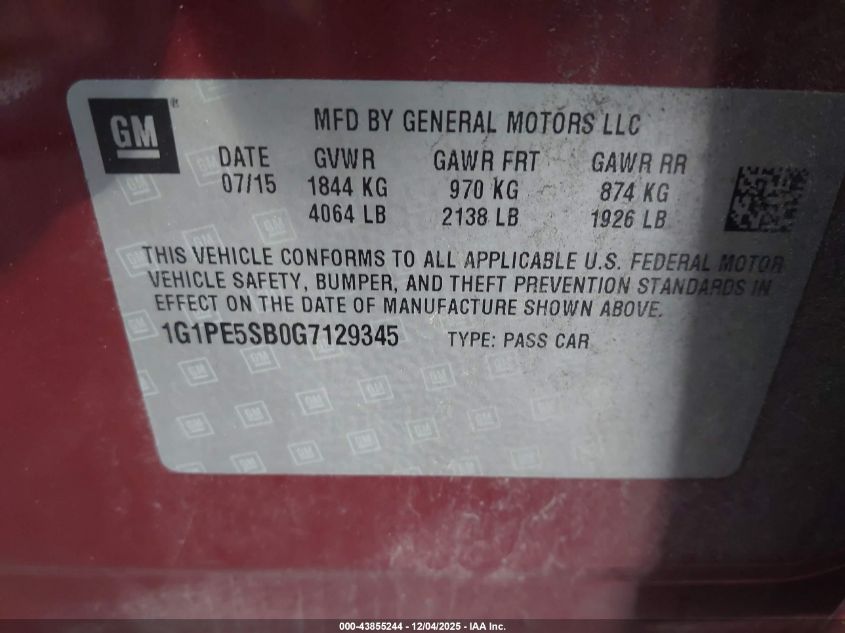 GM
MFD BY GENERAL MOTORS LLC
DATE GVWR GAWR FRT GAWR RR
07/15 1844 KG 970 KG 874 KG
4064 LB 2138 LB 1926 LB
THIS VEHICLE CONFORMS TO ALL APPLICABLE U.S. FEDERAL MOTOR
VEHICLE SAFETY, BUMPER, AND THEFT PREVENTION STANDARDS IN
EFFECT ON THE DATE OF MANUFACTURE SHOWN ABOVE.
1G1PE5SB0G7129345 TYPE: PASS CAR
000-43855244 - 12/04/2025 - IAA Inc.